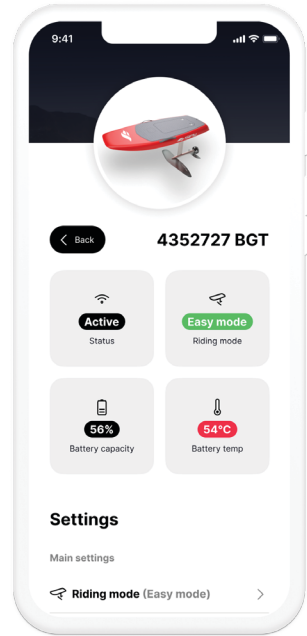 9:41
Back
4352727 BGT
Active
Status
Easy mode
Riding mode
56%
Battery capacity
54°C
Battery temp
Settings
Main settings
Riding mode (Easy mode)